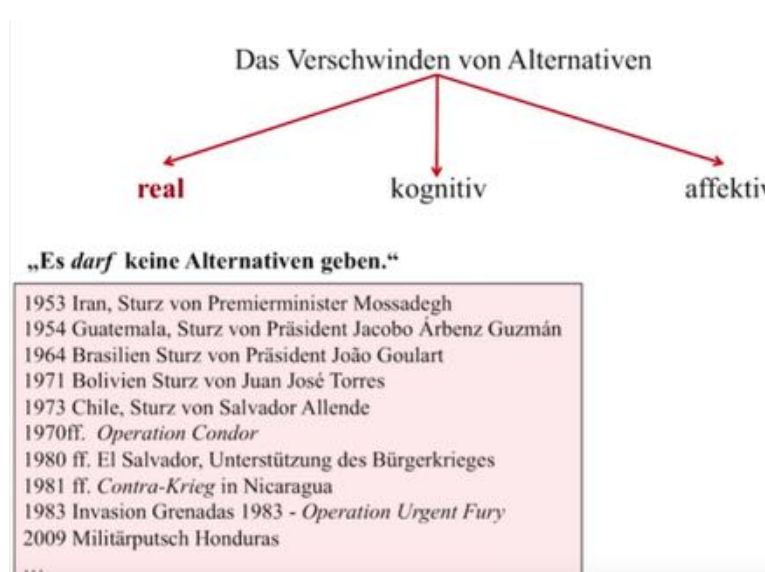 Das Verschwinden von Alternativen
real kognitiv affektiv
„Es darf keine Alternativen geben.“
1953 Iran, Sturz von Premierminister Mossadegh
1954 Guatemala, Sturz von Präsident Jacobo Árbenz Guzmán
1964 Brasilien Sturz von Präsident João Goulart
1971 Bolivien Sturz von Juan José Torres
1973 Chile, Sturz von Salvador Allende
1970ff. Operation Condor
1980 ff. El Salvador, Unterstützung des Bürgerkrieges
1981 ff. Contra-Krieg in Nicaragua
1983 Invasion Grenadas 1983 - Operation Urgent Fury
2009 Militärputsch Honduras
...